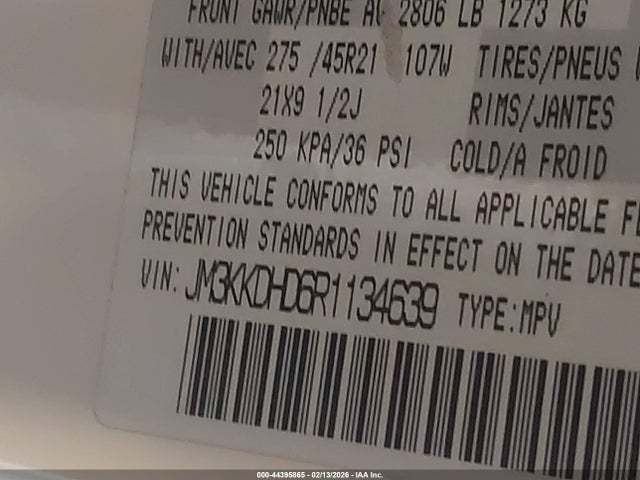 FRONT GAWR/PNBE AV 2806 LB 1273 KG
WITH/AVEC 275 /45R21 107W TIRES/PNEUS
21X9 1/2J RIMS/JANTES
250 KPA/36 PSI COLD/A FROID
THIS VEHICLE CONFORMS TO ALL APPLICABLE
PREVENTION STANDARDS IN EFFECT ON THE DATE
VIN: JM3KKDHD6R1134639 TYPE:MPV
000-44395865 - 02/13/2026 - IAA Inc.